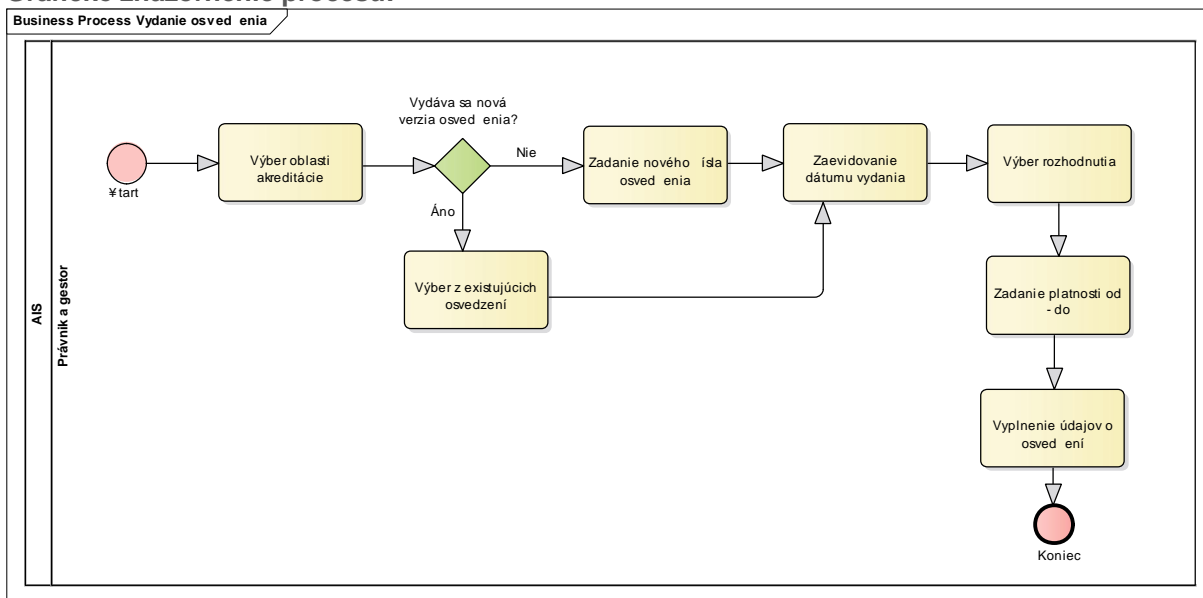 Business Process Vydanie osved enia
AIS
Právnik a gestor
¥tart
Výber oblasti
akreditácie
Vydáva sa nová
verzia osved enia?
Nie
Áno
Zadanie nového ísla
osved enia
Výber z existujúcich
osvedzení
Zaevidovanie
dátumu vydania
Výber rozhodnutia
Zadanie platnosti od
- do
Vyplnenie údajov o
osved ení
Koniec